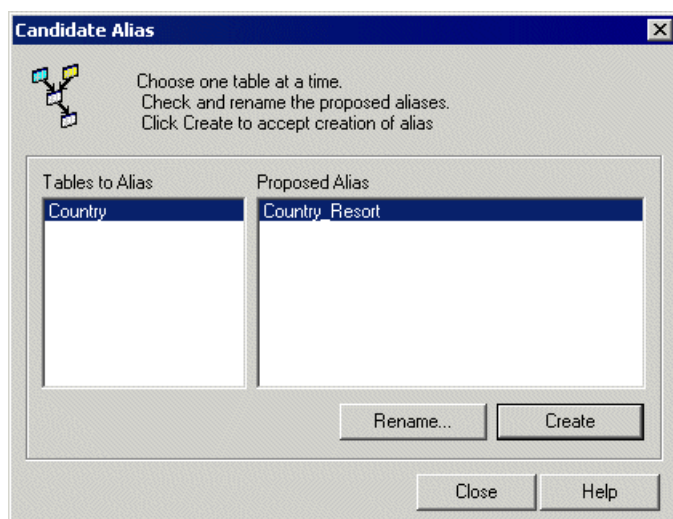 Candidate Alias
Choose one table at a time.
Check and rename the proposed aliases.
Click Create to accept creation of alias
Tables to Alias
Proposed Alias
Country
Country_Resort
Rename...
Create
Close
Help